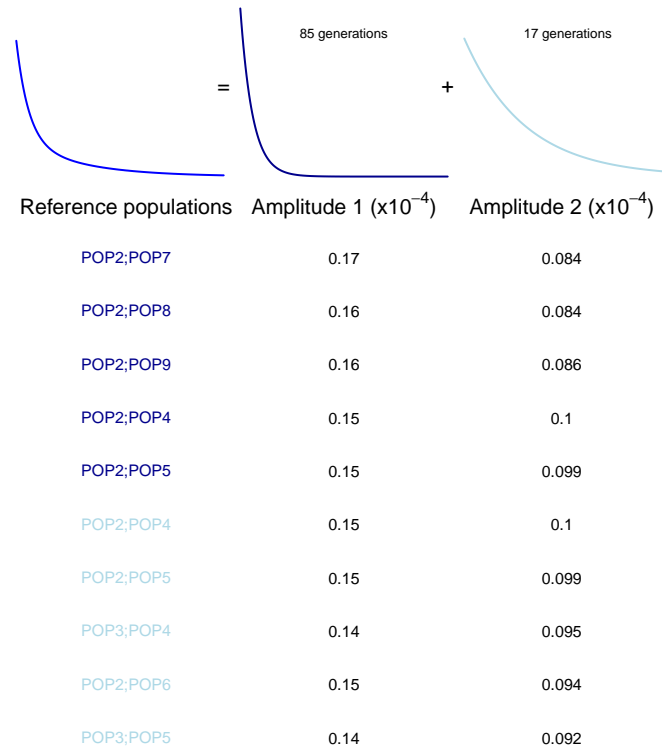 85 generations 17 generations
= +
Reference populations Amplitude 1 (x10⁻⁴) Amplitude 2 (x10⁻⁴)
POP2;POP7 0.17 0.084
POP2;POP8 0.16 0.084
POP2;POP9 0.16 0.086
POP2;POP4 0.15 0.1
POP2;POP5 0.15 0.099
POP2;POP4 0.15 0.1
POP2;POP5 0.15 0.099
POP3;POP4 0.14 0.095
POP2;POP6 0.15 0.094
POP3;POP5 0.14 0.092